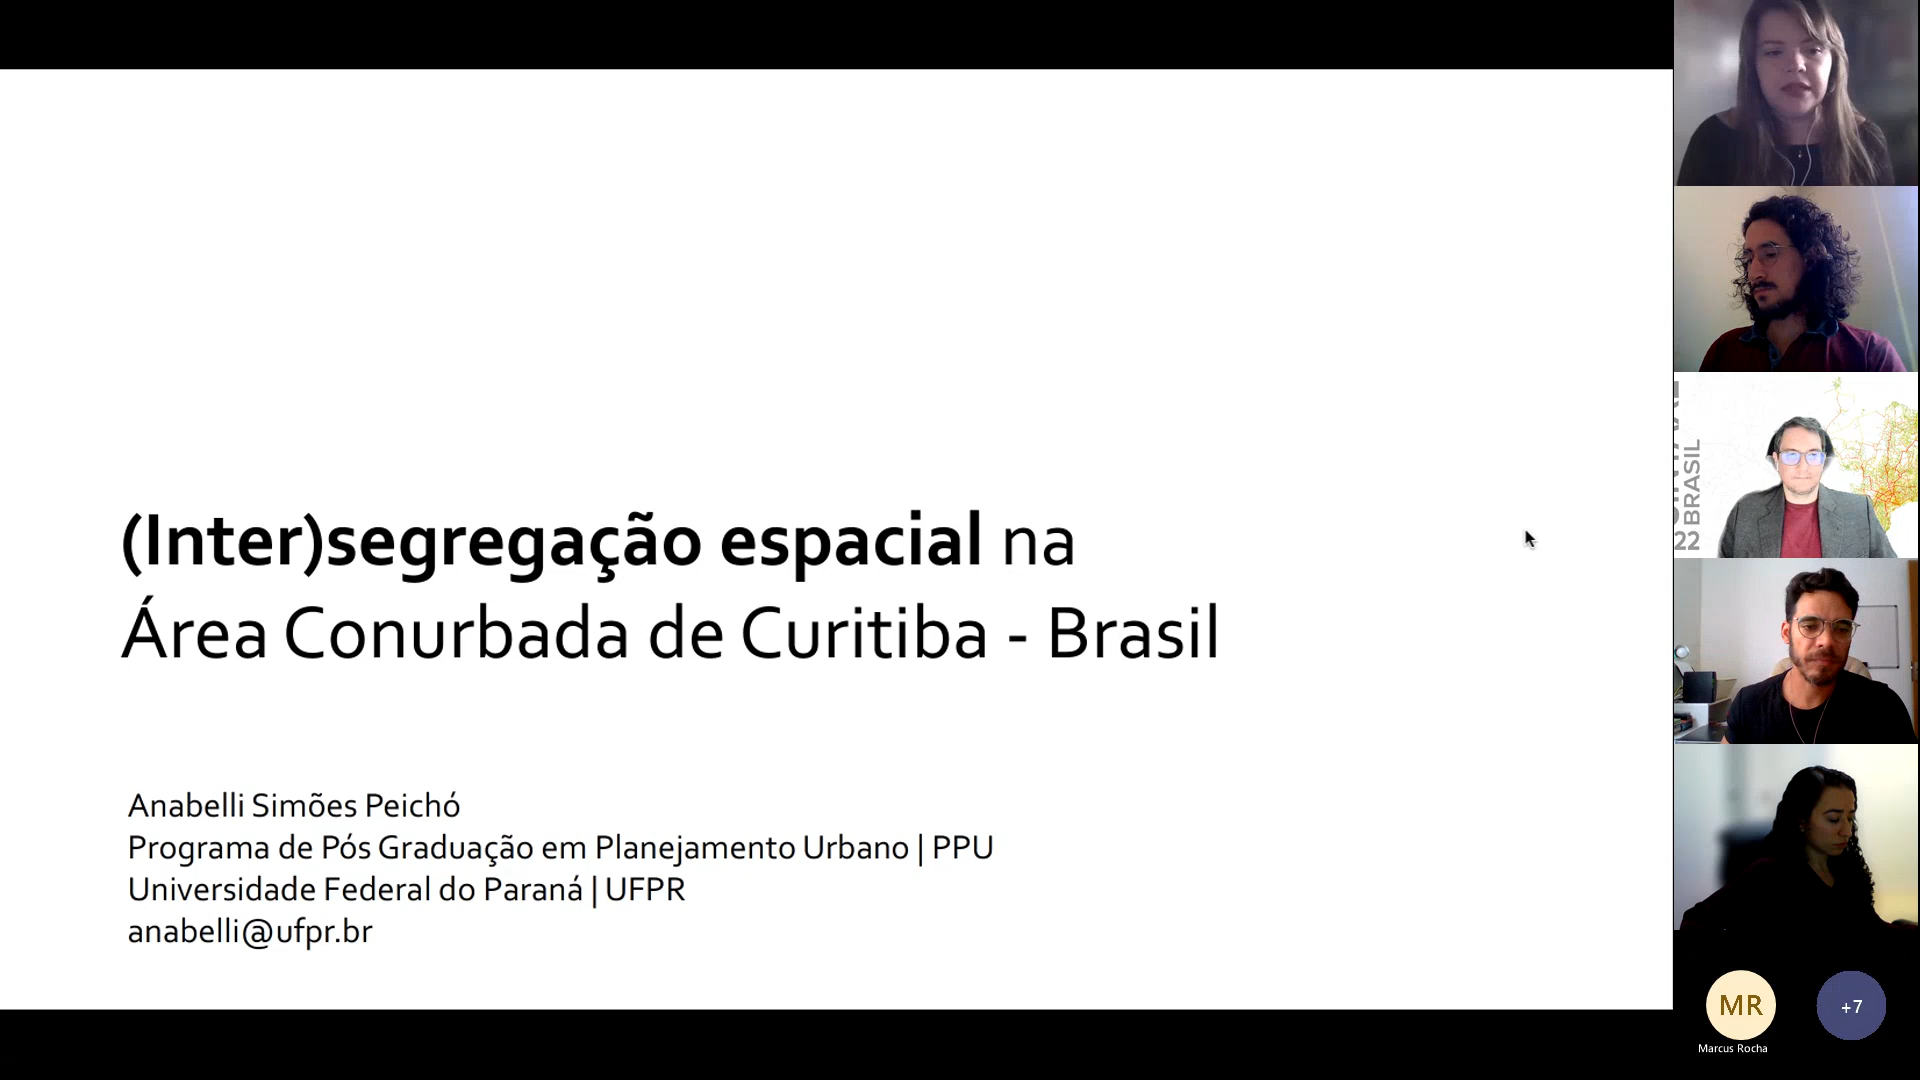 (Inter)segregação espacial na
Área Conurbada de Curitiba - Brasil
Anabelli Simões Peichó
Programa de Pós Graduação em Planejamento Urbano | PPU
Universidade Federal do Paraná | UFPR
anabelli@ufpr.br
BRASIL
22
MR
+7
Marcus Rocha